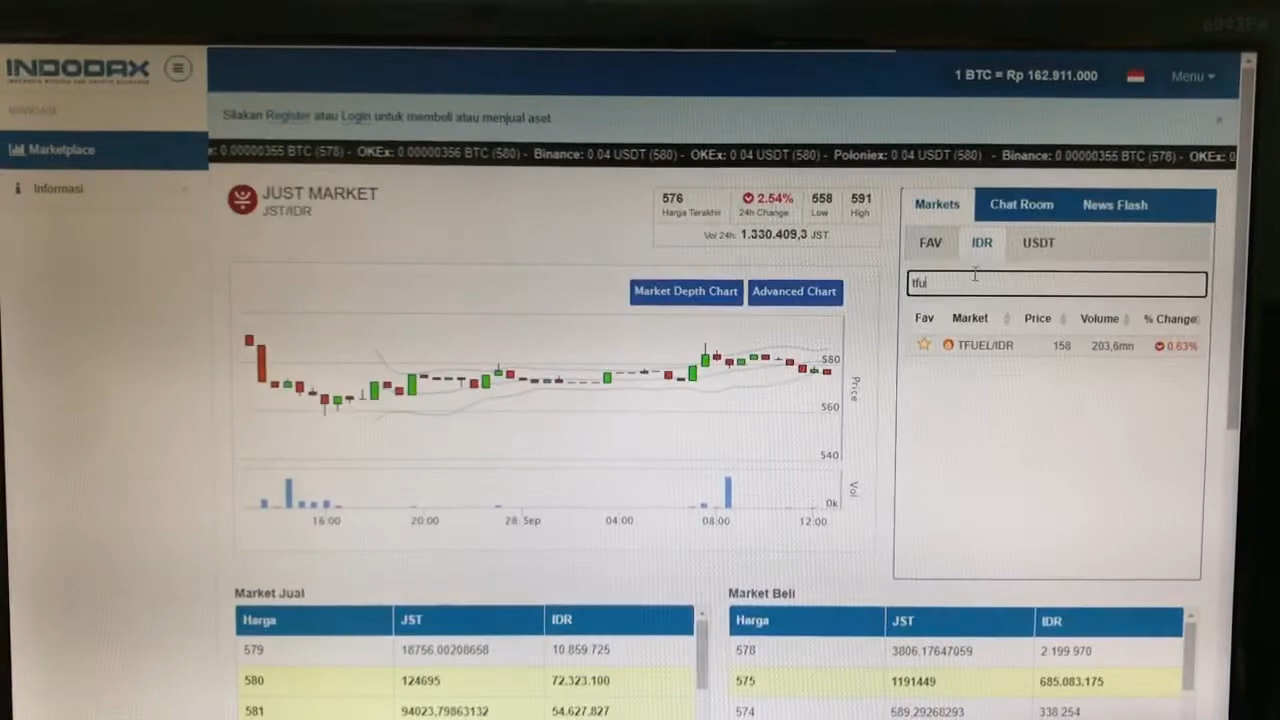 INDODAX
1 BTC = Rp 162.911.000
Menu
NAVIGASI
Silakan Register atau Login untuk membeli atau menjual aset
Marketplace
0.00000355 BTC (578) - OKEx: 0.00000356 BTC (580) - Binance: 0.04 USDT (580) - OKEx: 0.04 USDT (580) - Poloniex: 0.04 USDT (580) - Binance: 0.00000355 BTC (578) - OKEx: 0
Informasi
JUST MARKET
JST/IDR
576
Harga Terakhir
2.54%
24h Change
558
Low
591
High
Vol 24h: 1.330.409,3 JST
Markets
Chat Room
News Flash
FAV
IDR
USDT
tfu
Fav Market Price Volume % Change
TFUEL/IDR 158 203,6mn 0.63%
Market Depth Chart
Advanced Chart
580
560
540
Price
0k
Vol
16:00 20:00 28 Sep 04:00 08:00 12:00
Market Jual
Harga JST IDR
579 18756,00208658 10.859.725
580 124695 72.323.100
581 94023,79863132 54.627.827
Market Beli
Harga JST IDR
578 3806,17647059 2.199.970
575 1191449 685.083.175
574 589,29268293 338.254